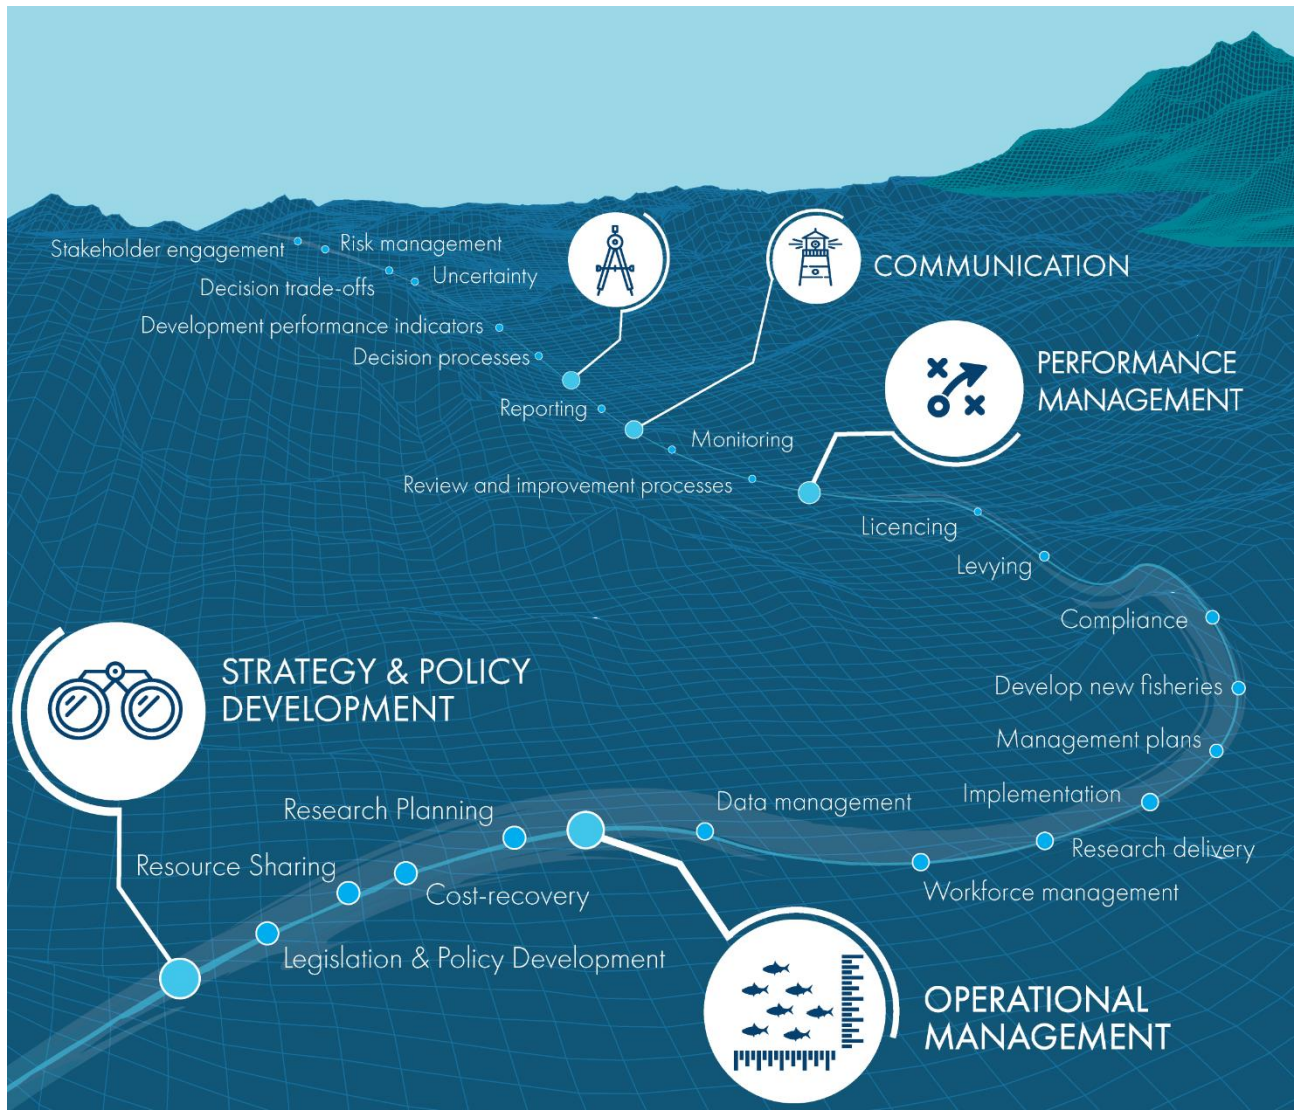 Stakeholder engagement
Risk management
Decision trade-offs
Uncertainty
COMMUNICATION
Development performance indicators
Decision processes
PERFORMANCE
MANAGEMENT
Reporting
Monitoring
Review and improvement processes
Licencing
Levying
Compliance
STRATEGY & POLICY
DEVELOPMENT
Develop new fisheries
Management plans
Research Planning
Data management
Implementation
Resource Sharing
Cost-recovery
Research delivery
Workforce management
Legislation & Policy Development
OPERATIONAL
MANAGEMENT